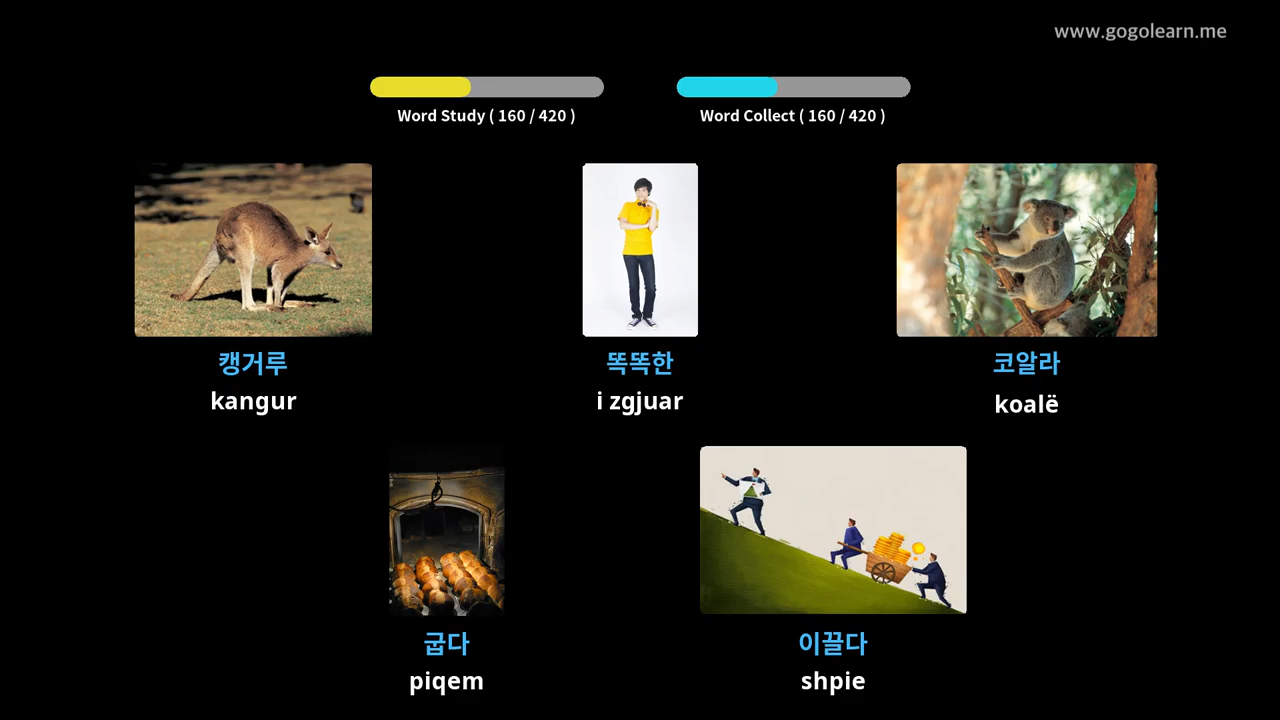 www.gogolearn.me
Word Study ( 160 / 420 )
Word Collect ( 160 / 420 )
캥거루
kangur
똑똑한
i zgjuar
코알라
koalë
굽다
piqem
이끌다
shpie